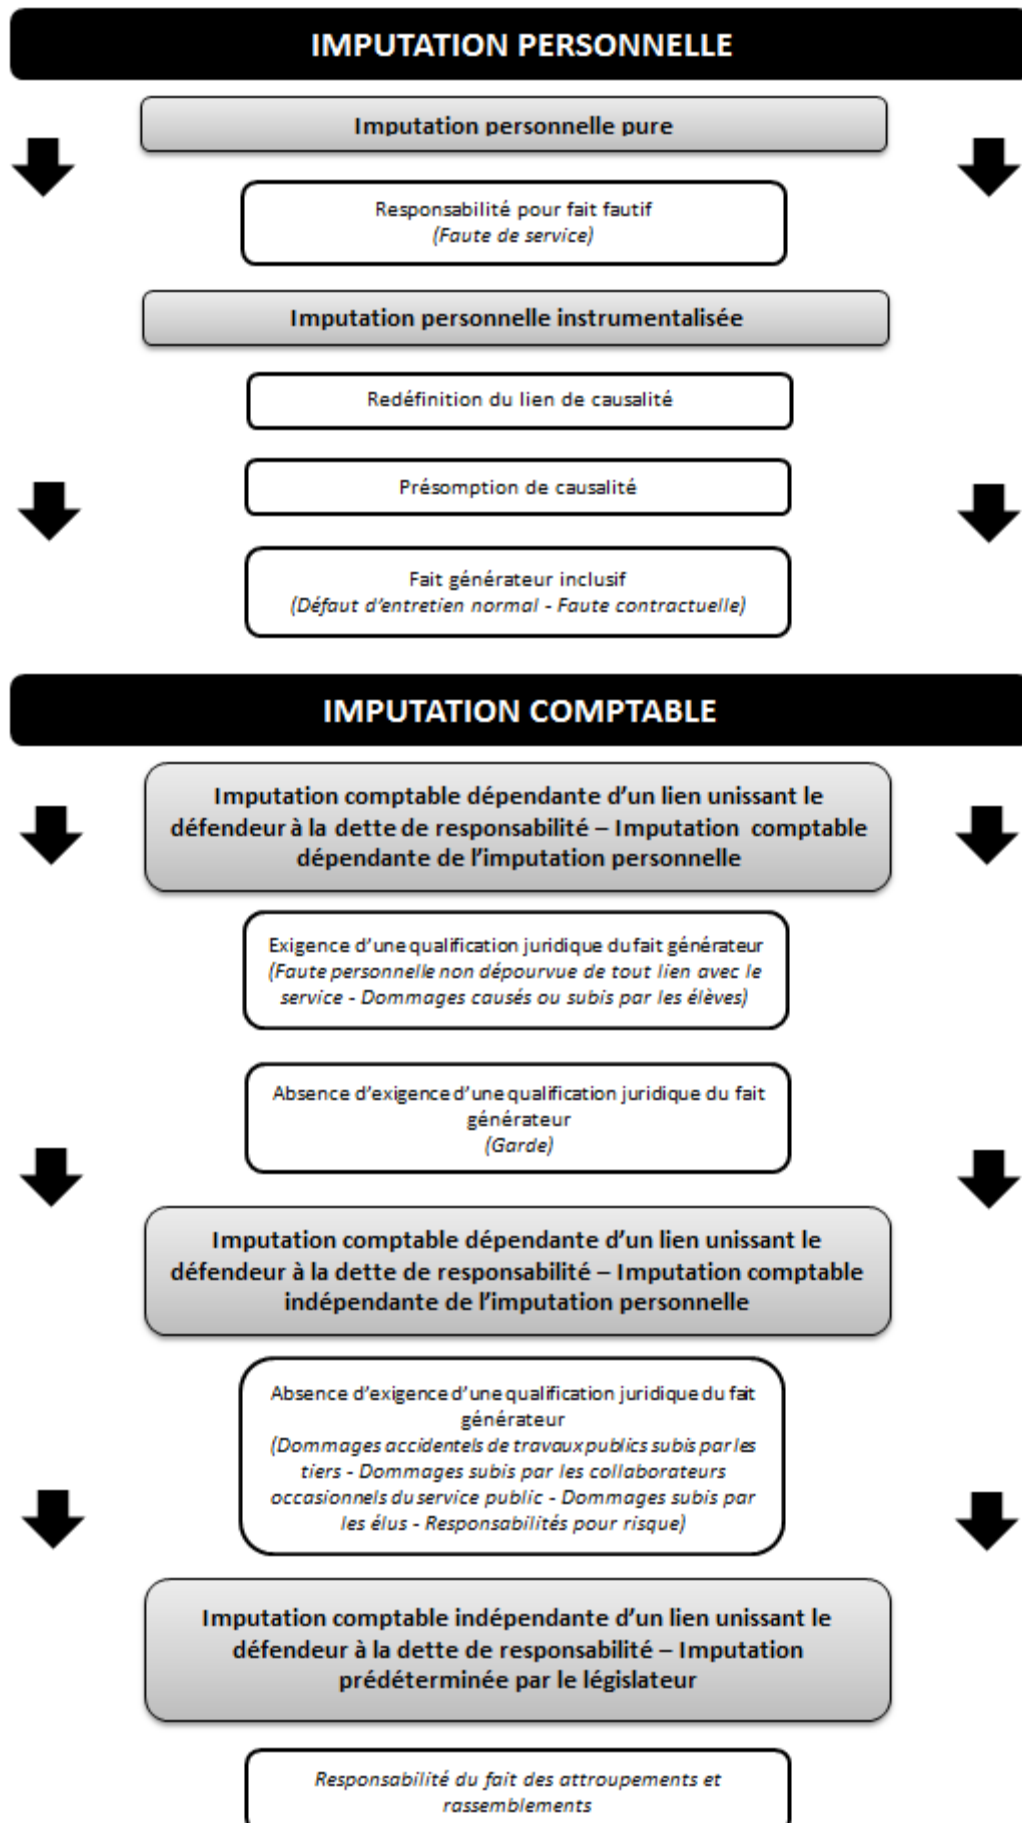 IMPUTATION PERSONNELLE
Imputation personnelle pure
Responsabilité pour fait fautif
(Faute de service)
Imputation personnelle instrumentalisée
Redéfinition du lien de causalité
Présomption de causalité
Fait générateur inclusif
(Défaut d'entretien normal - Faute contractuelle)
IMPUTATION COMPTABLE
Imputation comptable dépendante d'un lien unissant le
défendeur à la dette de responsabilité – Imputation comptable
dépendante de l'imputation personnelle
Exigence d'une qualification juridique du fait générateur
(Faute personnelle non dépourvue de tout lien avec le
service - Dommages causés ou subis par les élèves)
Absence d'exigence d'une qualification juridique du fait
générateur
(Garde)
Imputation comptable dépendante d'un lien unissant le
défendeur à la dette de responsabilité – Imputation comptable
indépendante de l'imputation personnelle
Absence d'exigence d'une qualification juridique du fait
générateur
(Dommages accidentels de travaux publics subis par les
tiers - Dommages subis par les collaborateurs
occasionnels du service public - Dommages subis par
les élus - Responsabilités pour risque)
Imputation comptable indépendante d'un lien unissant le
défendeur à la dette de responsabilité – Imputation
prédéterminée par le législateur
Responsabilité du fait des attroupements et
rassemblements